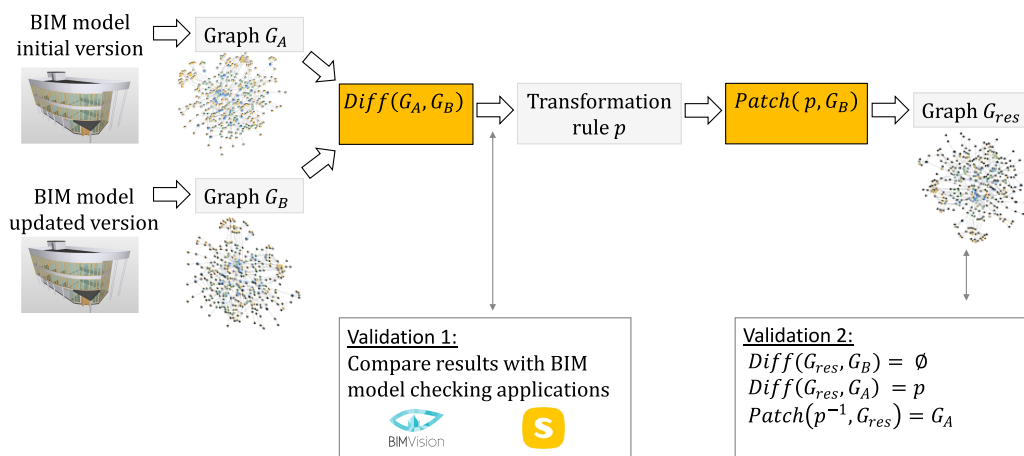 BIM model
initial version
Graph G_A
Diff(G_A, G_B)
Transformation
rule p
Patch( p, G_B)
Graph G_res
BIM model
updated version
Graph G_B
Validation 1:
Compare results with BIM
model checking applications
BIMVision
S
Validation 2:
Diff(G_res, G_B) = ∅
Diff(G_res, G_A) = p
Patch(p⁻¹, G_res) = G_A